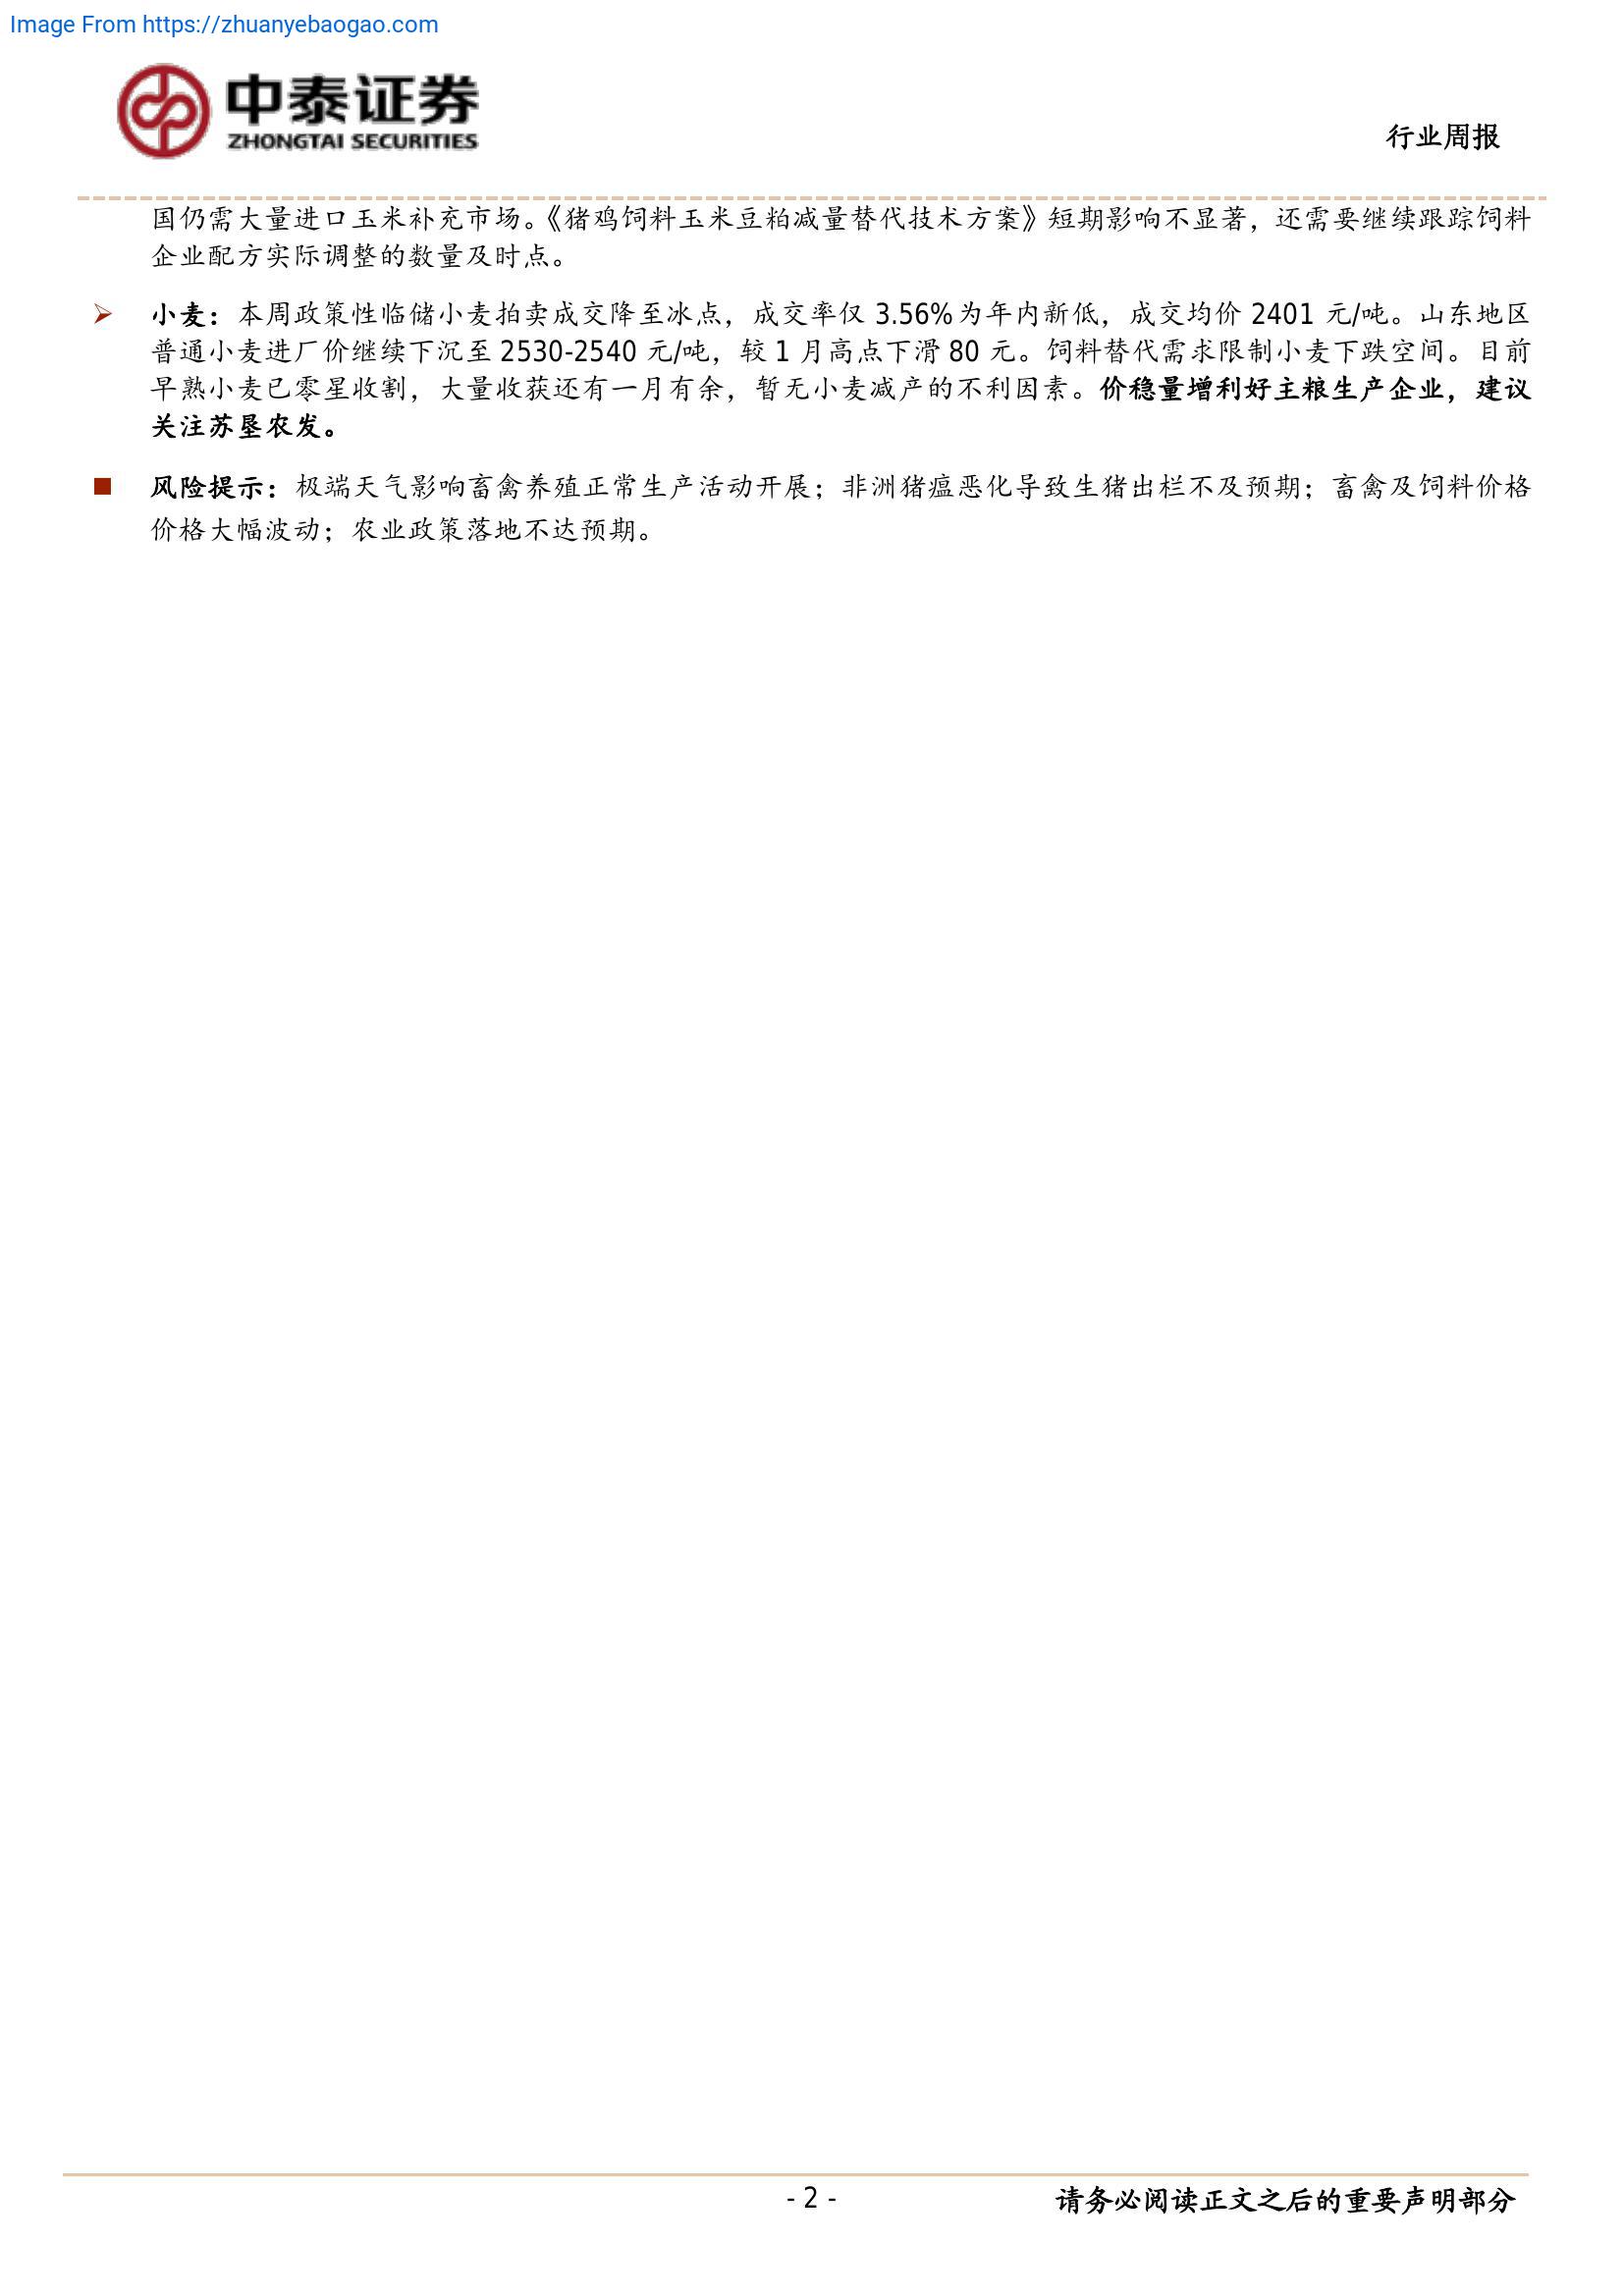 Image From https://zhuanyebaogao.com
中泰证券
ZHONGTAI SECURITIES
行业周报
国仍需大量进口玉米补充市场。《猪鸡饲料玉米豆粕减量替代技术方案》短期影响不显著，还需要继续跟踪饲料
企业配方实际调整的数量及时点。
小麦：本周政策性临储小麦拍卖成交降至冰点，成交率仅 3.56%为年内新低，成交均价 2401 元/吨。山东地区
普通小麦进厂价继续下沉至 2530-2540 元/吨，较 1 月高点下滑 80 元。饲料替代需求限制小麦下跌空间。目前
早熟小麦已零星收割，大量收获还有一月有余，暂无小麦减产的不利因素。价稳量增利好主粮生产企业，建议
关注苏垦农发。
风险提示：极端天气影响畜禽养殖正常生产活动开展；非洲猪瘟恶化导致生猪出栏不及预期；畜禽及饲料价格
价格大幅波动；农业政策落地不达预期。
- 2 -
请务必阅读正文之后的重要声明部分